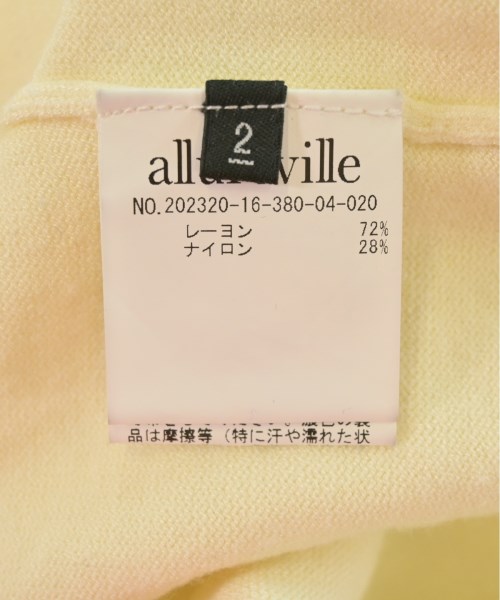 2
ville
NO.202320-16-380-04-020
レーヨン 72%
ナイロン 28%
品は摩擦等（特に汗や濡れた状